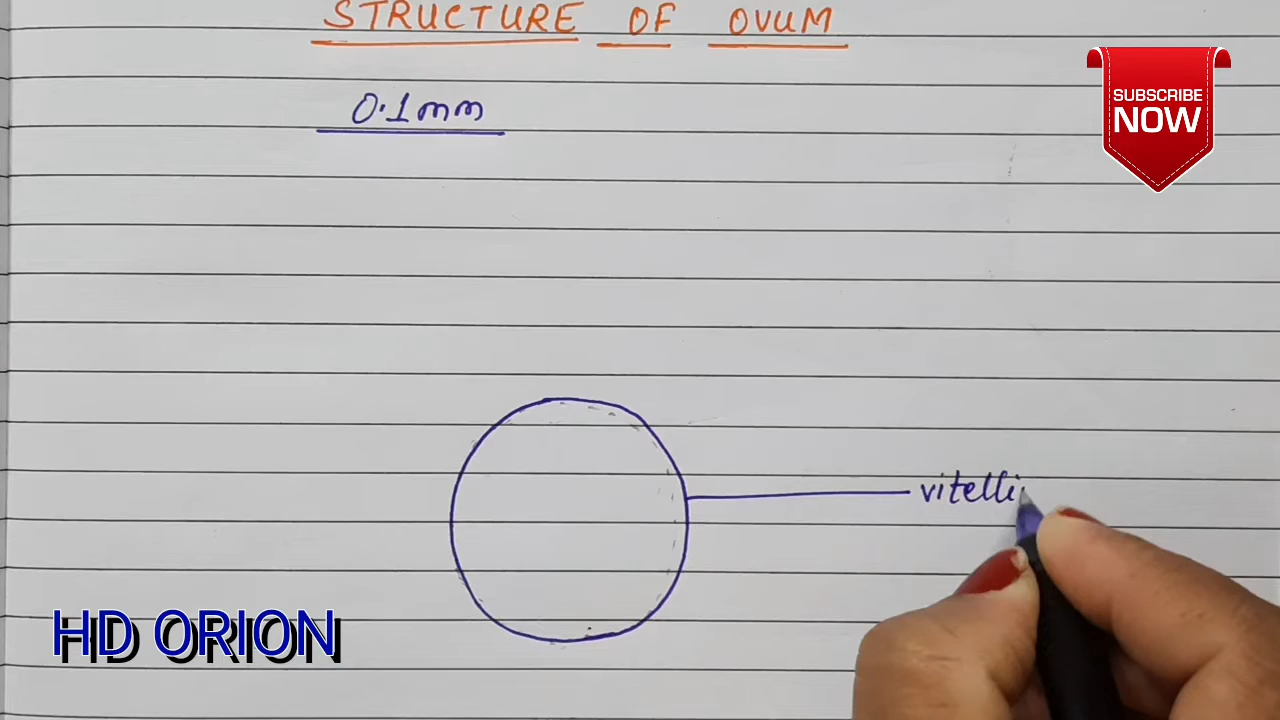 STRUCTURE OF OVUM
0.1mm
SUBSCRIBE
NOW
vitelli
HD ORION